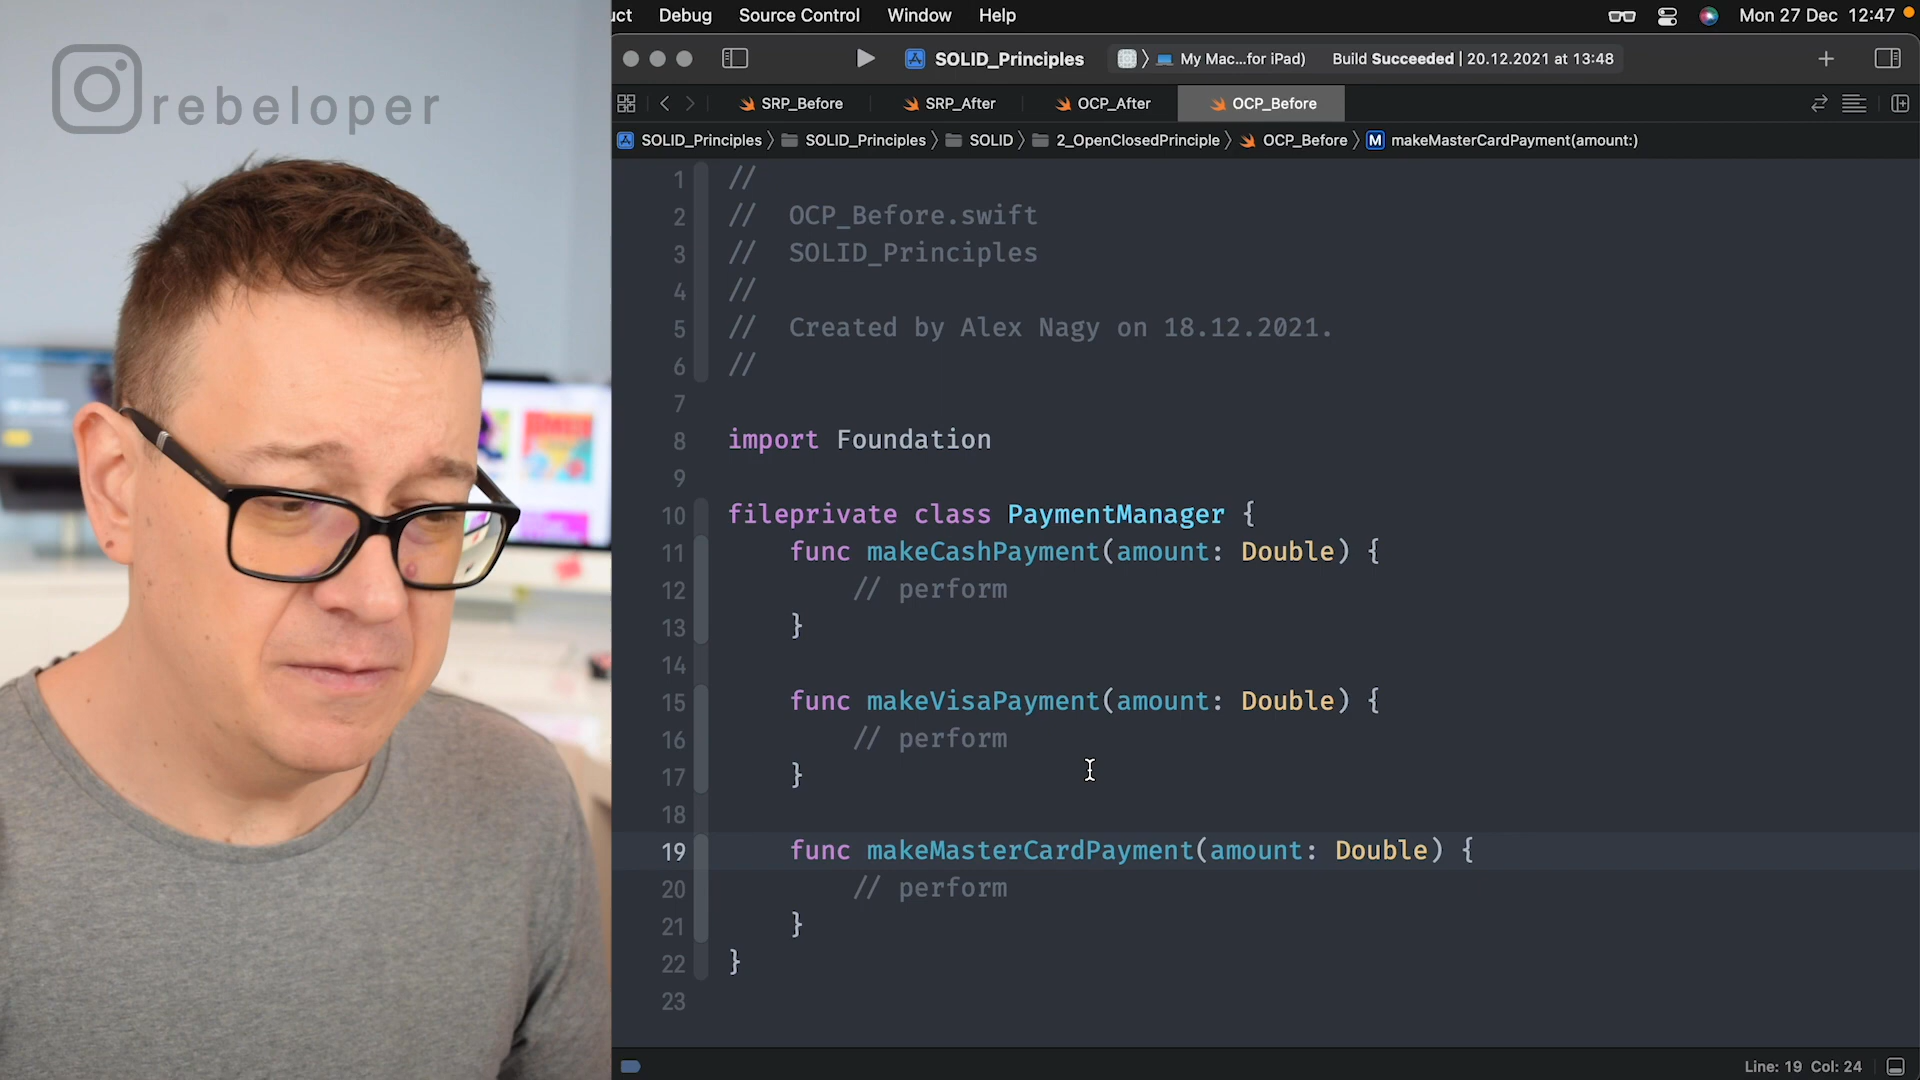 rebeloper
uct Debug Source Control Window Help Mon 27 Dec 12:47
SOLID_Principles My Mac...for iPad) Build Succeeded | 20.12.2021 at 13:48
SRP_Before SRP_After OCP_After OCP_Before
SOLID_Principles SOLID_Principles SOLID 2_OpenClosedPrinciple OCP_Before M makeMasterCardPayment(amount:)
1 //
2 // OCP_Before.swift
3 // SOLID_Principles
4 //
5 // Created by Alex Nagy on 18.12.2021.
6 //
7
8 import Foundation
9
10 fileprivate class PaymentManager {
11 func makeCashPayment(amount: Double) {
12 // perform
13 }
14
15 func makeVisaPayment(amount: Double) {
16 // perform
17 }
18
19 func makeMasterCardPayment(amount: Double) {
20 // perform
21 }
22 }
23
Line: 19 Col: 24